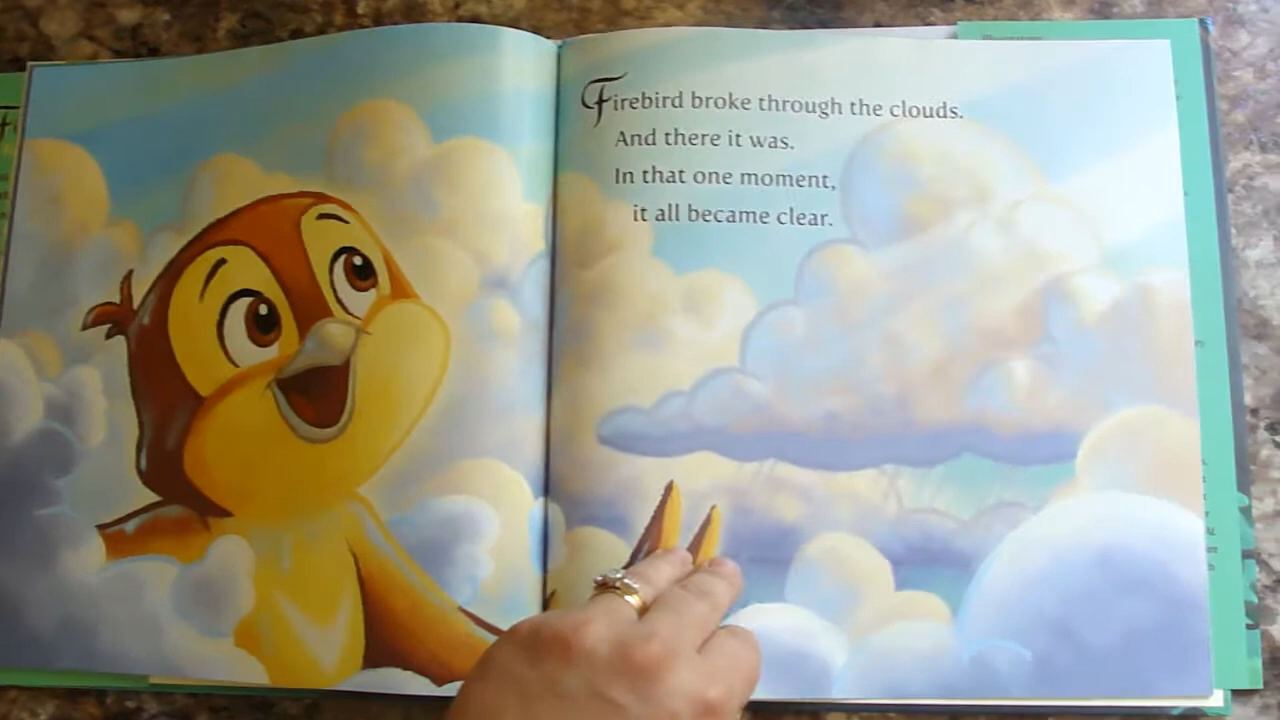 Firebird broke through the clouds.
And there it was.
In that one moment,
it all became clear.